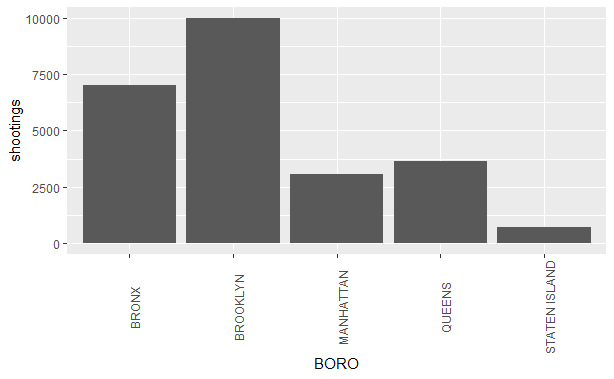 10000
7500
5000
2500
0
shootings
BRONX
BROOKLYN
MANHATTAN
QUEENS
STATEN ISLAND
BORO